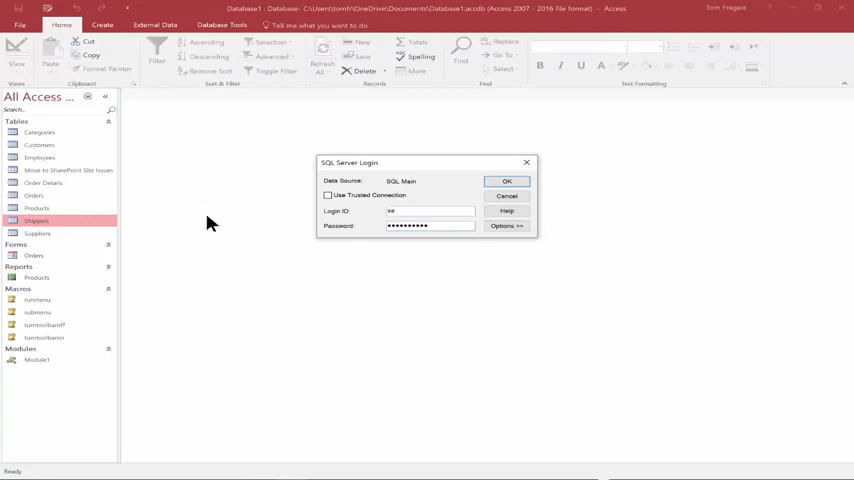 Database1 : Database- C:\Users\tomfr\OneDrive\Documents\Database1.accdb (Access 2007 - 2016 file format) - Access
Tom Fragale
File
Home
Create
External Data
Database Tools
Tell me what you want to do
View
Views
Paste
Cut
Copy
Format Painter
Clipboard
Filter
Ascending
Descending
Remove Sort
Selection
Advanced
Toggle Filter
Sort & Filter
Refresh
All
New
Save
Delete
Totals
Spelling
More
Records
Find
Replace
Go To
Select
Find
B I U A
Text Formatting
All Access ...
Search...
Tables
Categories
Customers
Employees
Move to SharePoint Site Issues
Order Details
Orders
Products
Shippers
Suppliers
Forms
Orders
Reports
Products
Macros
runmenu
submenu
turntoolbaroff
turntoolbaron
Modules
Module1
SQL Server Login
Data Source:
SQL Main
OK
Use Trusted Connection
Cancel
Login ID:
sa
Help
Password:
••••••••••
Options >>
Ready